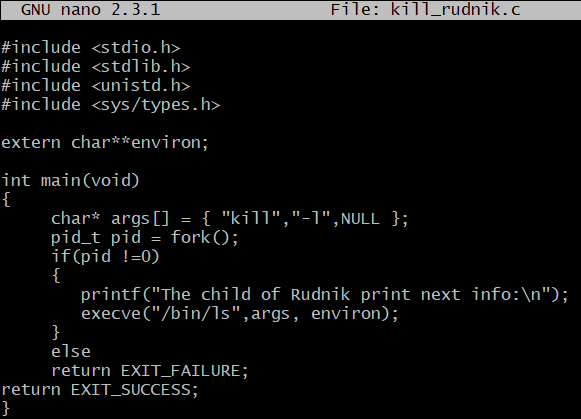 GNU nano 2.3.1 File: kill_rudnik.c
#include <stdio.h>
#include <stdlib.h>
#include <unistd.h>
#include <sys/types.h>
extern char**environ;
int main(void)
{
char* args[] = { "kill","-l",NULL };
pid_t pid = fork();
if(pid !=0)
{
printf("The child of Rudnik print next info:\n");
execve("/bin/ls",args, environ);
}
else
return EXIT_FAILURE;
return EXIT_SUCCESS;
}